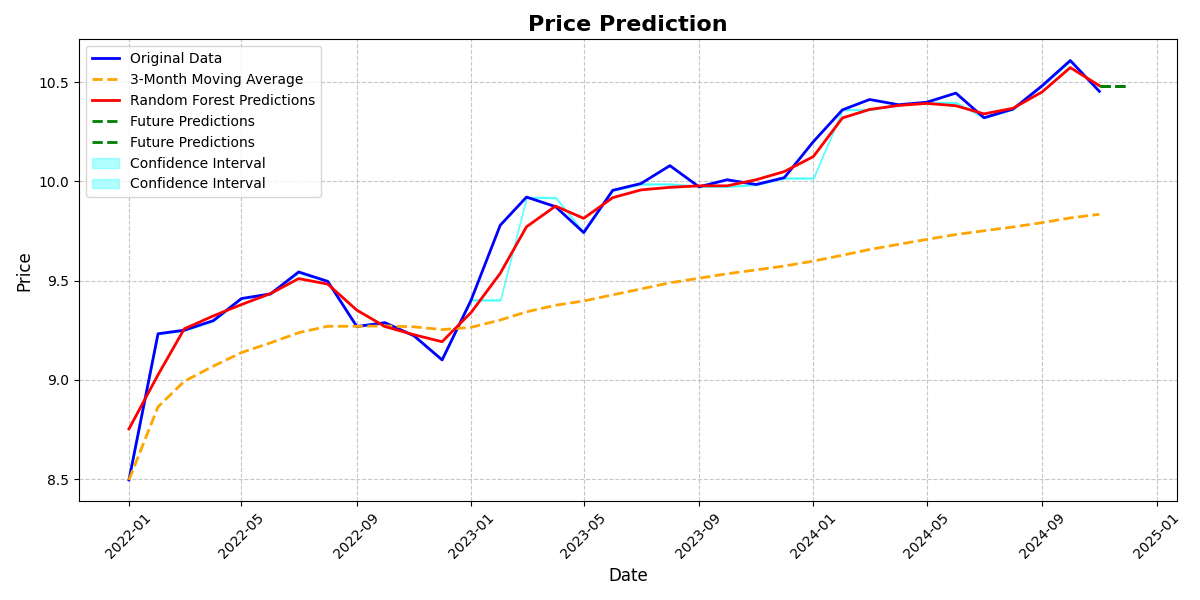 Price Prediction
Original Data
3-Month Moving Average
Random Forest Predictions
Future Predictions
Future Predictions
Confidence Interval
Confidence Interval
Price
10.5
10.0
9.5
9.0
8.5
2022-01
2022-05
2022-09
2023-01
2023-05
2023-09
2024-01
2024-05
2024-09
2025-01
Date